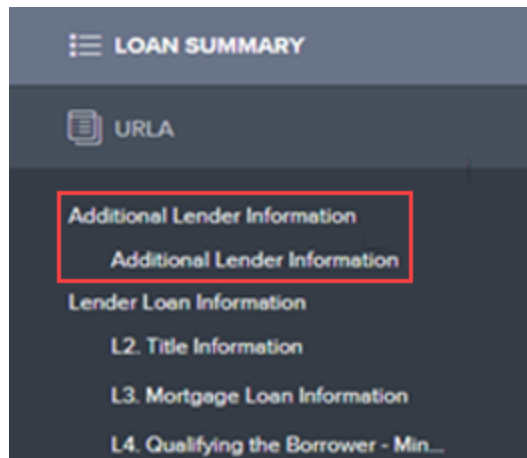 LOAN SUMMARY
URLA
Additional Lender Information
Additional Lender Information
Lender Loan Information
L2. Title Information
L3. Mortgage Loan Information
L4. Qualifying the Borrower - Min...